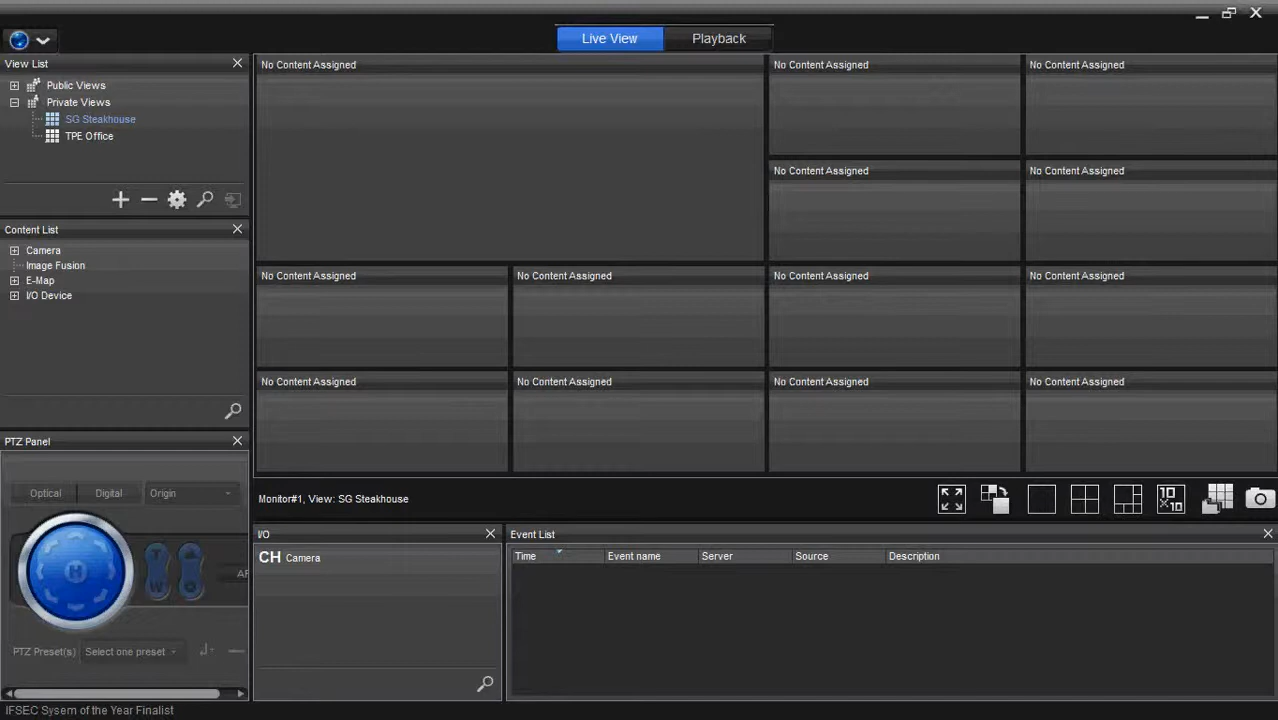 Live View
Playback
View List
Public Views
Private Views
SG Steakhouse
TPE Office
Content List
Camera
Image Fusion
E-Map
I/O Device
PTZ Panel
Optical
Digital
Origin
T
W
H
AF
PTZ Preset(s)
Select one preset
No Content Assigned
No Content Assigned
No Content Assigned
No Content Assigned
No Content Assigned
No Content Assigned
No Content Assigned
No Content Assigned
No Content Assigned
No Content Assigned
No Content Assigned
No Content Assigned
No Content Assigned
Monitor#1, View: SG Steakhouse
10
×10
I/O
CH Camera
Event List
Time
Event name
Server
Source
Description
IFSEC Sysem of the Year Finalist